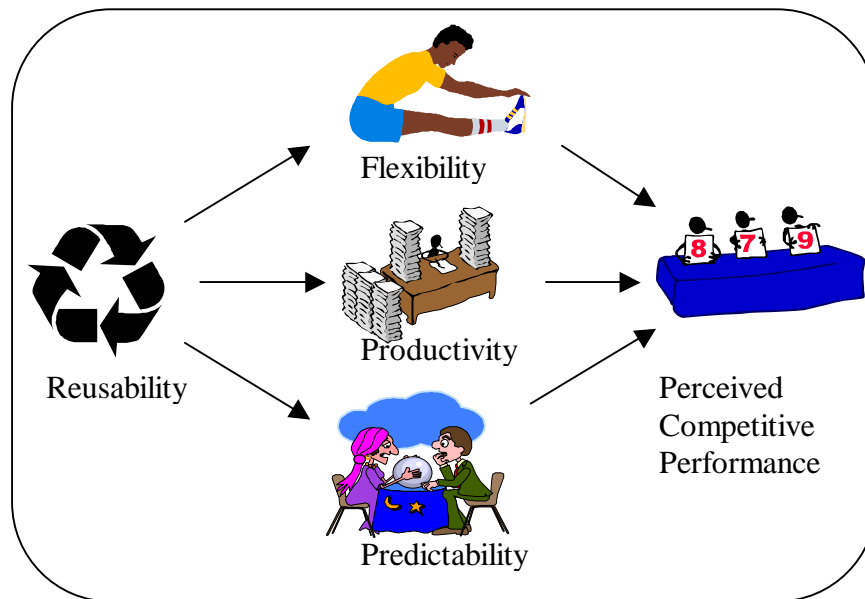 Flexibility
8 7 9
Productivity
Reusability
Perceived
Competitive
Performance
Predictability